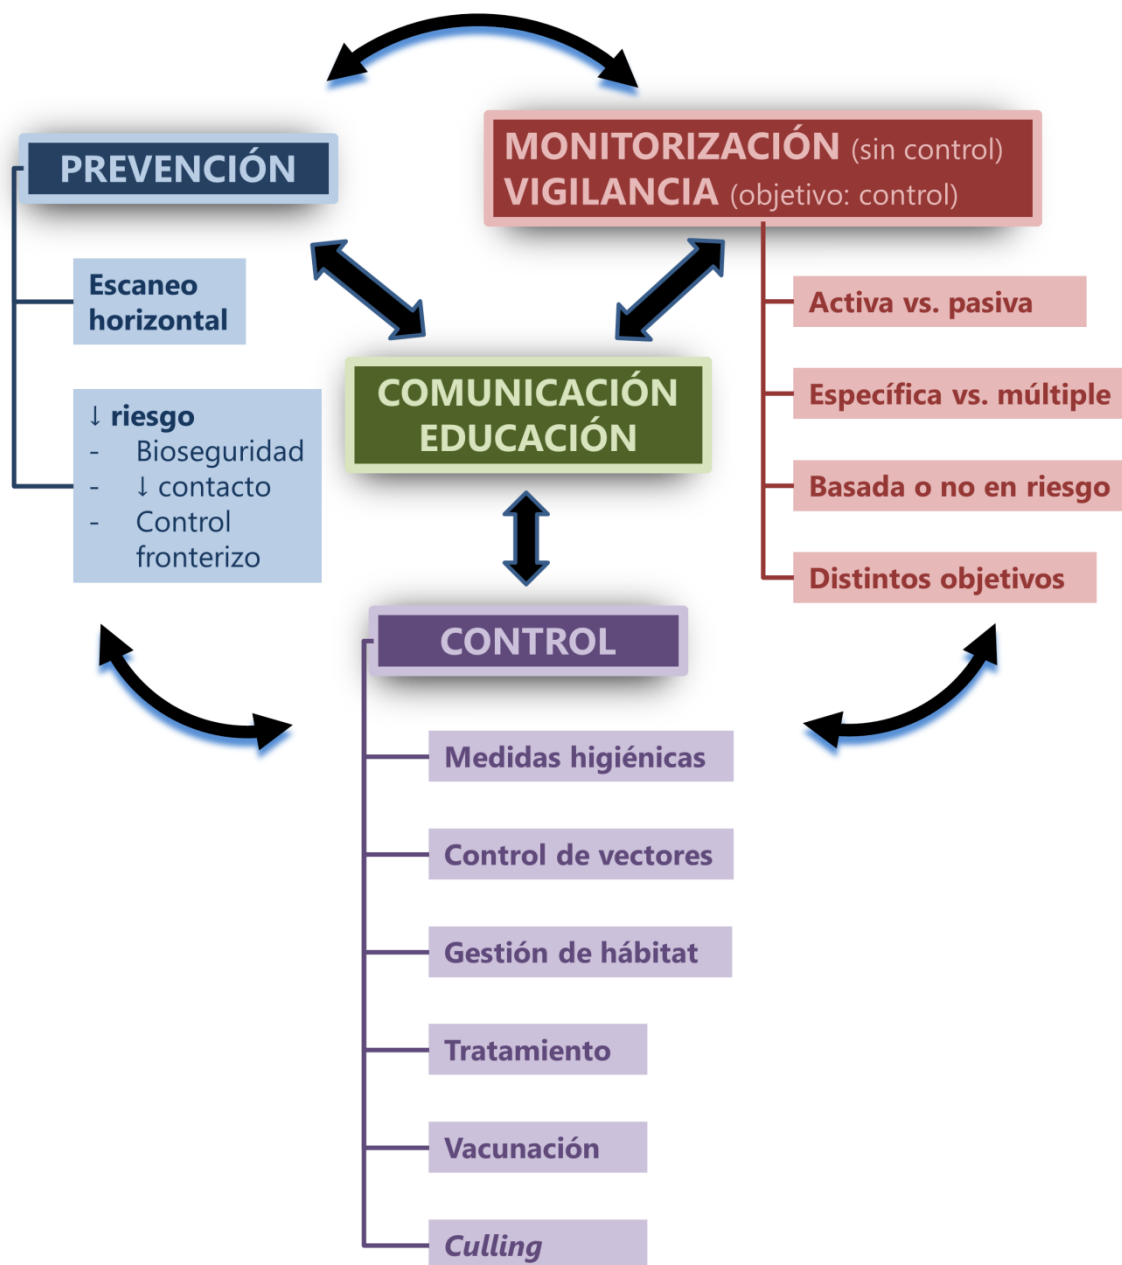 PREVENCIÓN
Escaneo
horizontal
↓ riesgo
- Bioseguridad
- ↓ contacto
- Control
fronterizo
MONITORIZACIÓN (sin control)
VIGILANCIA (objetivo: control)
Activa vs. pasiva
Específica vs. múltiple
Basada o no en riesgo
Distintos objetivos
COMUNICACIÓN
EDUCACIÓN
CONTROL
Medidas higiénicas
Control de vectores
Gestión de hábitat
Tratamiento
Vacunación
Culling